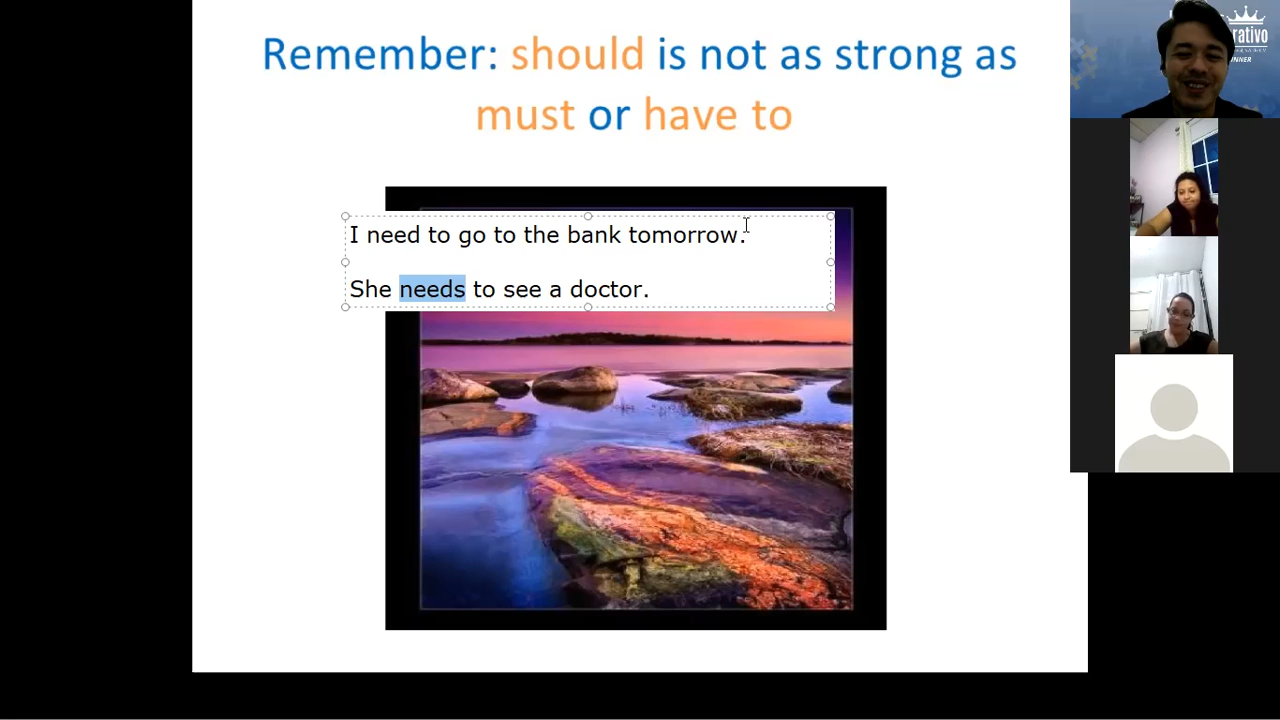 Remember: should is not as strong as
must or have to
I need to go to the bank tomorrow.
She needs to see a doctor.